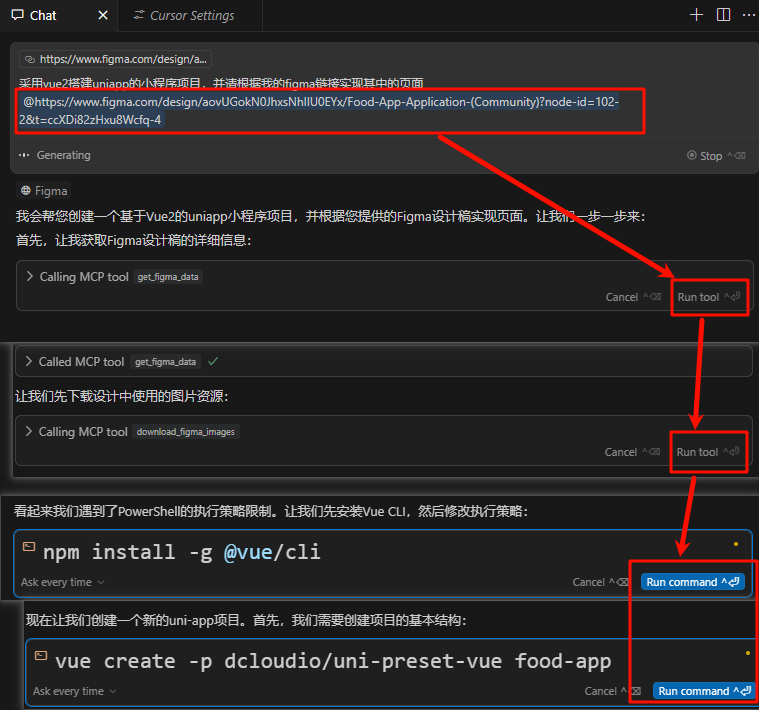 Chat
Cursor Settings
https://www.figma.com/design/a...
采用vue2搭建uniapp的小程序项目，并请根据我的figma链接实现其中的页面
@https://www.figma.com/design/aovUGokN0JhxsNhIlU0EYx/Food-App-Application-(Community)?node-id=102-
2&t=ccXDi82zHxu8Wcfq-4
Generating
Stop
Figma
我会帮您创建一个基于Vue2的uniapp小程序项目，并根据您提供的Figma设计稿实现页面。让我们一步一步来：
首先，让我获取Figma设计稿的详细信息：
Calling MCP tool get_figma_data
Cancel Run tool
Called MCP tool get_figma_data
让我们先下载设计中使用的图片资源：
Calling MCP tool download_figma_images
Cancel Run tool
看起来我们遇到了PowerShell的执行策略限制。让我们先安装Vue CLI，然后修改执行策略：
npm install -g @vue/cli
Ask every time Cancel Run command
现在让我们创建一个新的uni-app项目。首先，我们需要创建项目的基本结构：
vue create -p dcloudio/uni-preset-vue food-app
Ask every time Cancel Run command